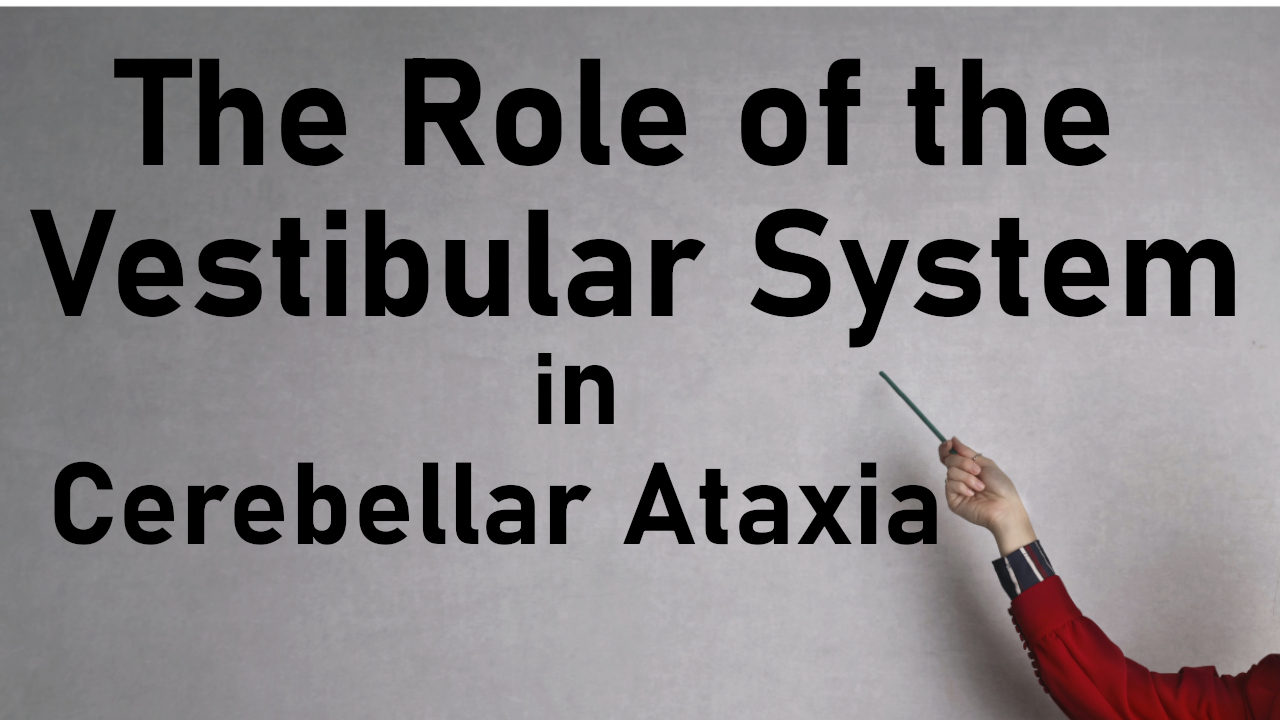 The Role of the
Vestibular System
in
Cerebellar Ataxia